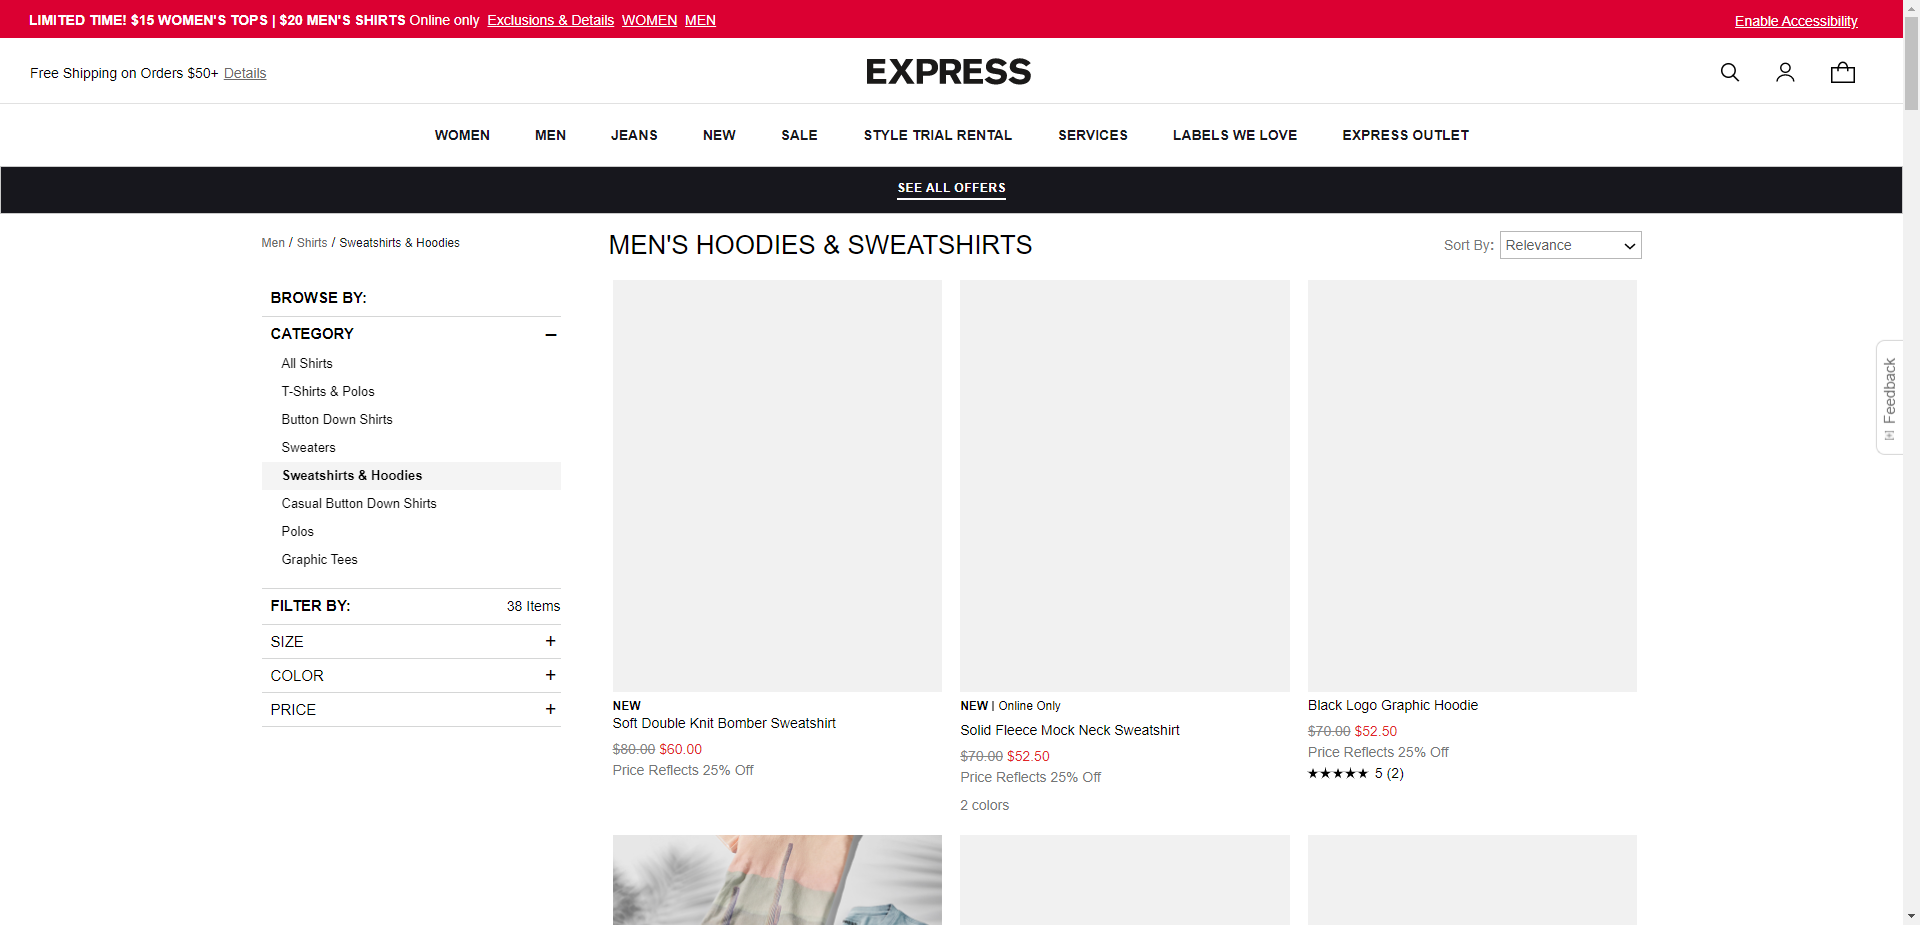 LIMITED TIME! $15 WOMEN'S TOPS | $20 MEN'S SHIRTS Online only Exclusions & Details WOMEN MEN
Enable Accessibility
Free Shipping on Orders $50+ Details
EXPRESS
WOMEN MEN JEANS NEW SALE STYLE TRIAL RENTAL SERVICES LABELS WE LOVE EXPRESS OUTLET
SEE ALL OFFERS
Men / Shirts / Sweatshirts & Hoodies
MEN'S HOODIES & SWEATSHIRTS
Sort By: Relevance
BROWSE BY:
CATEGORY
All Shirts
T-Shirts & Polos
Button Down Shirts
Sweaters
Sweatshirts & Hoodies
Casual Button Down Shirts
Polos
Graphic Tees
FILTER BY: 38 Items
SIZE +
COLOR +
PRICE +
NEW
Soft Double Knit Bomber Sweatshirt
$80.00 $60.00
Price Reflects 25% Off
NEW | Online Only
Solid Fleece Mock Neck Sweatshirt
$70.00 $52.50
Price Reflects 25% Off
2 colors
Black Logo Graphic Hoodie
$70.00 $52.50
Price Reflects 25% Off
★★★★★ 5 (2)
Feedback